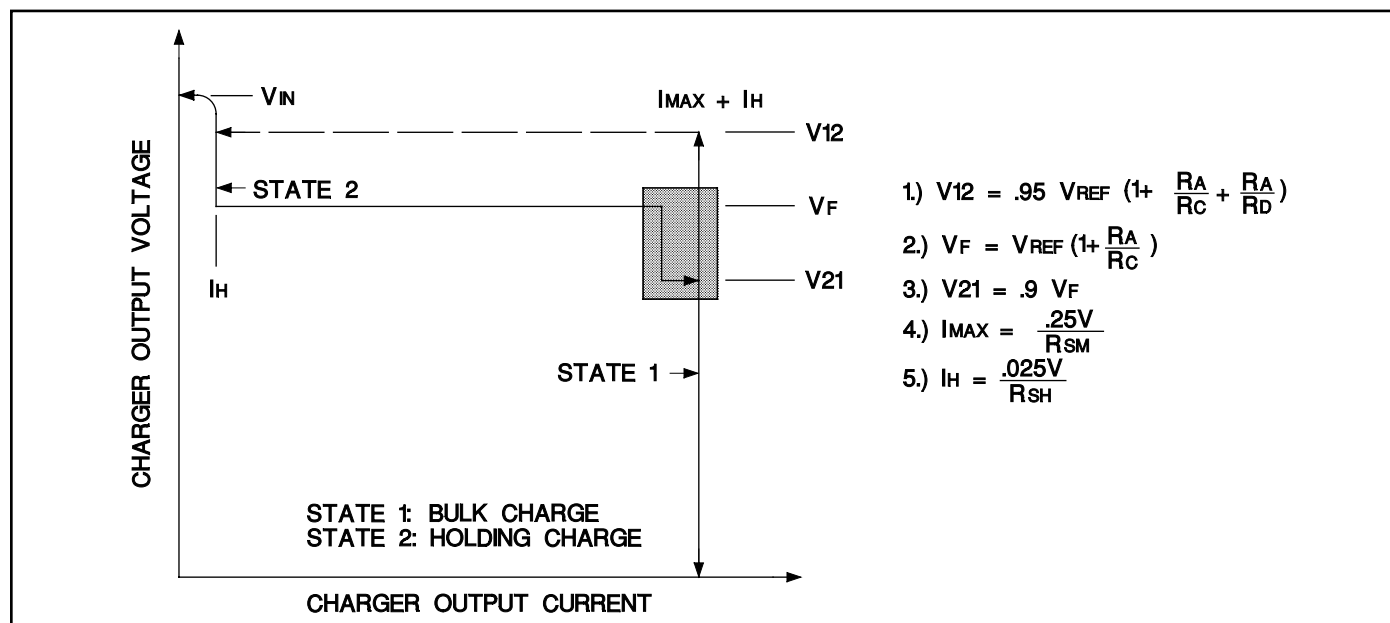 VIN
IMAX + IH
V12
STATE 2
VF
IH
V21
STATE 1
CHARGER OUTPUT VOLTAGE
1.) V12 = .95 VREF (1+ RA/RC + RA/RD)
2.) VF = VREF (1+ RA/RC )
3.) V21 = .9 VF
4.) IMAX = .25V/RSM
5.) IH = .025V/RSH
STATE 1: BULK CHARGE
STATE 2: HOLDING CHARGE
CHARGER OUTPUT CURRENT